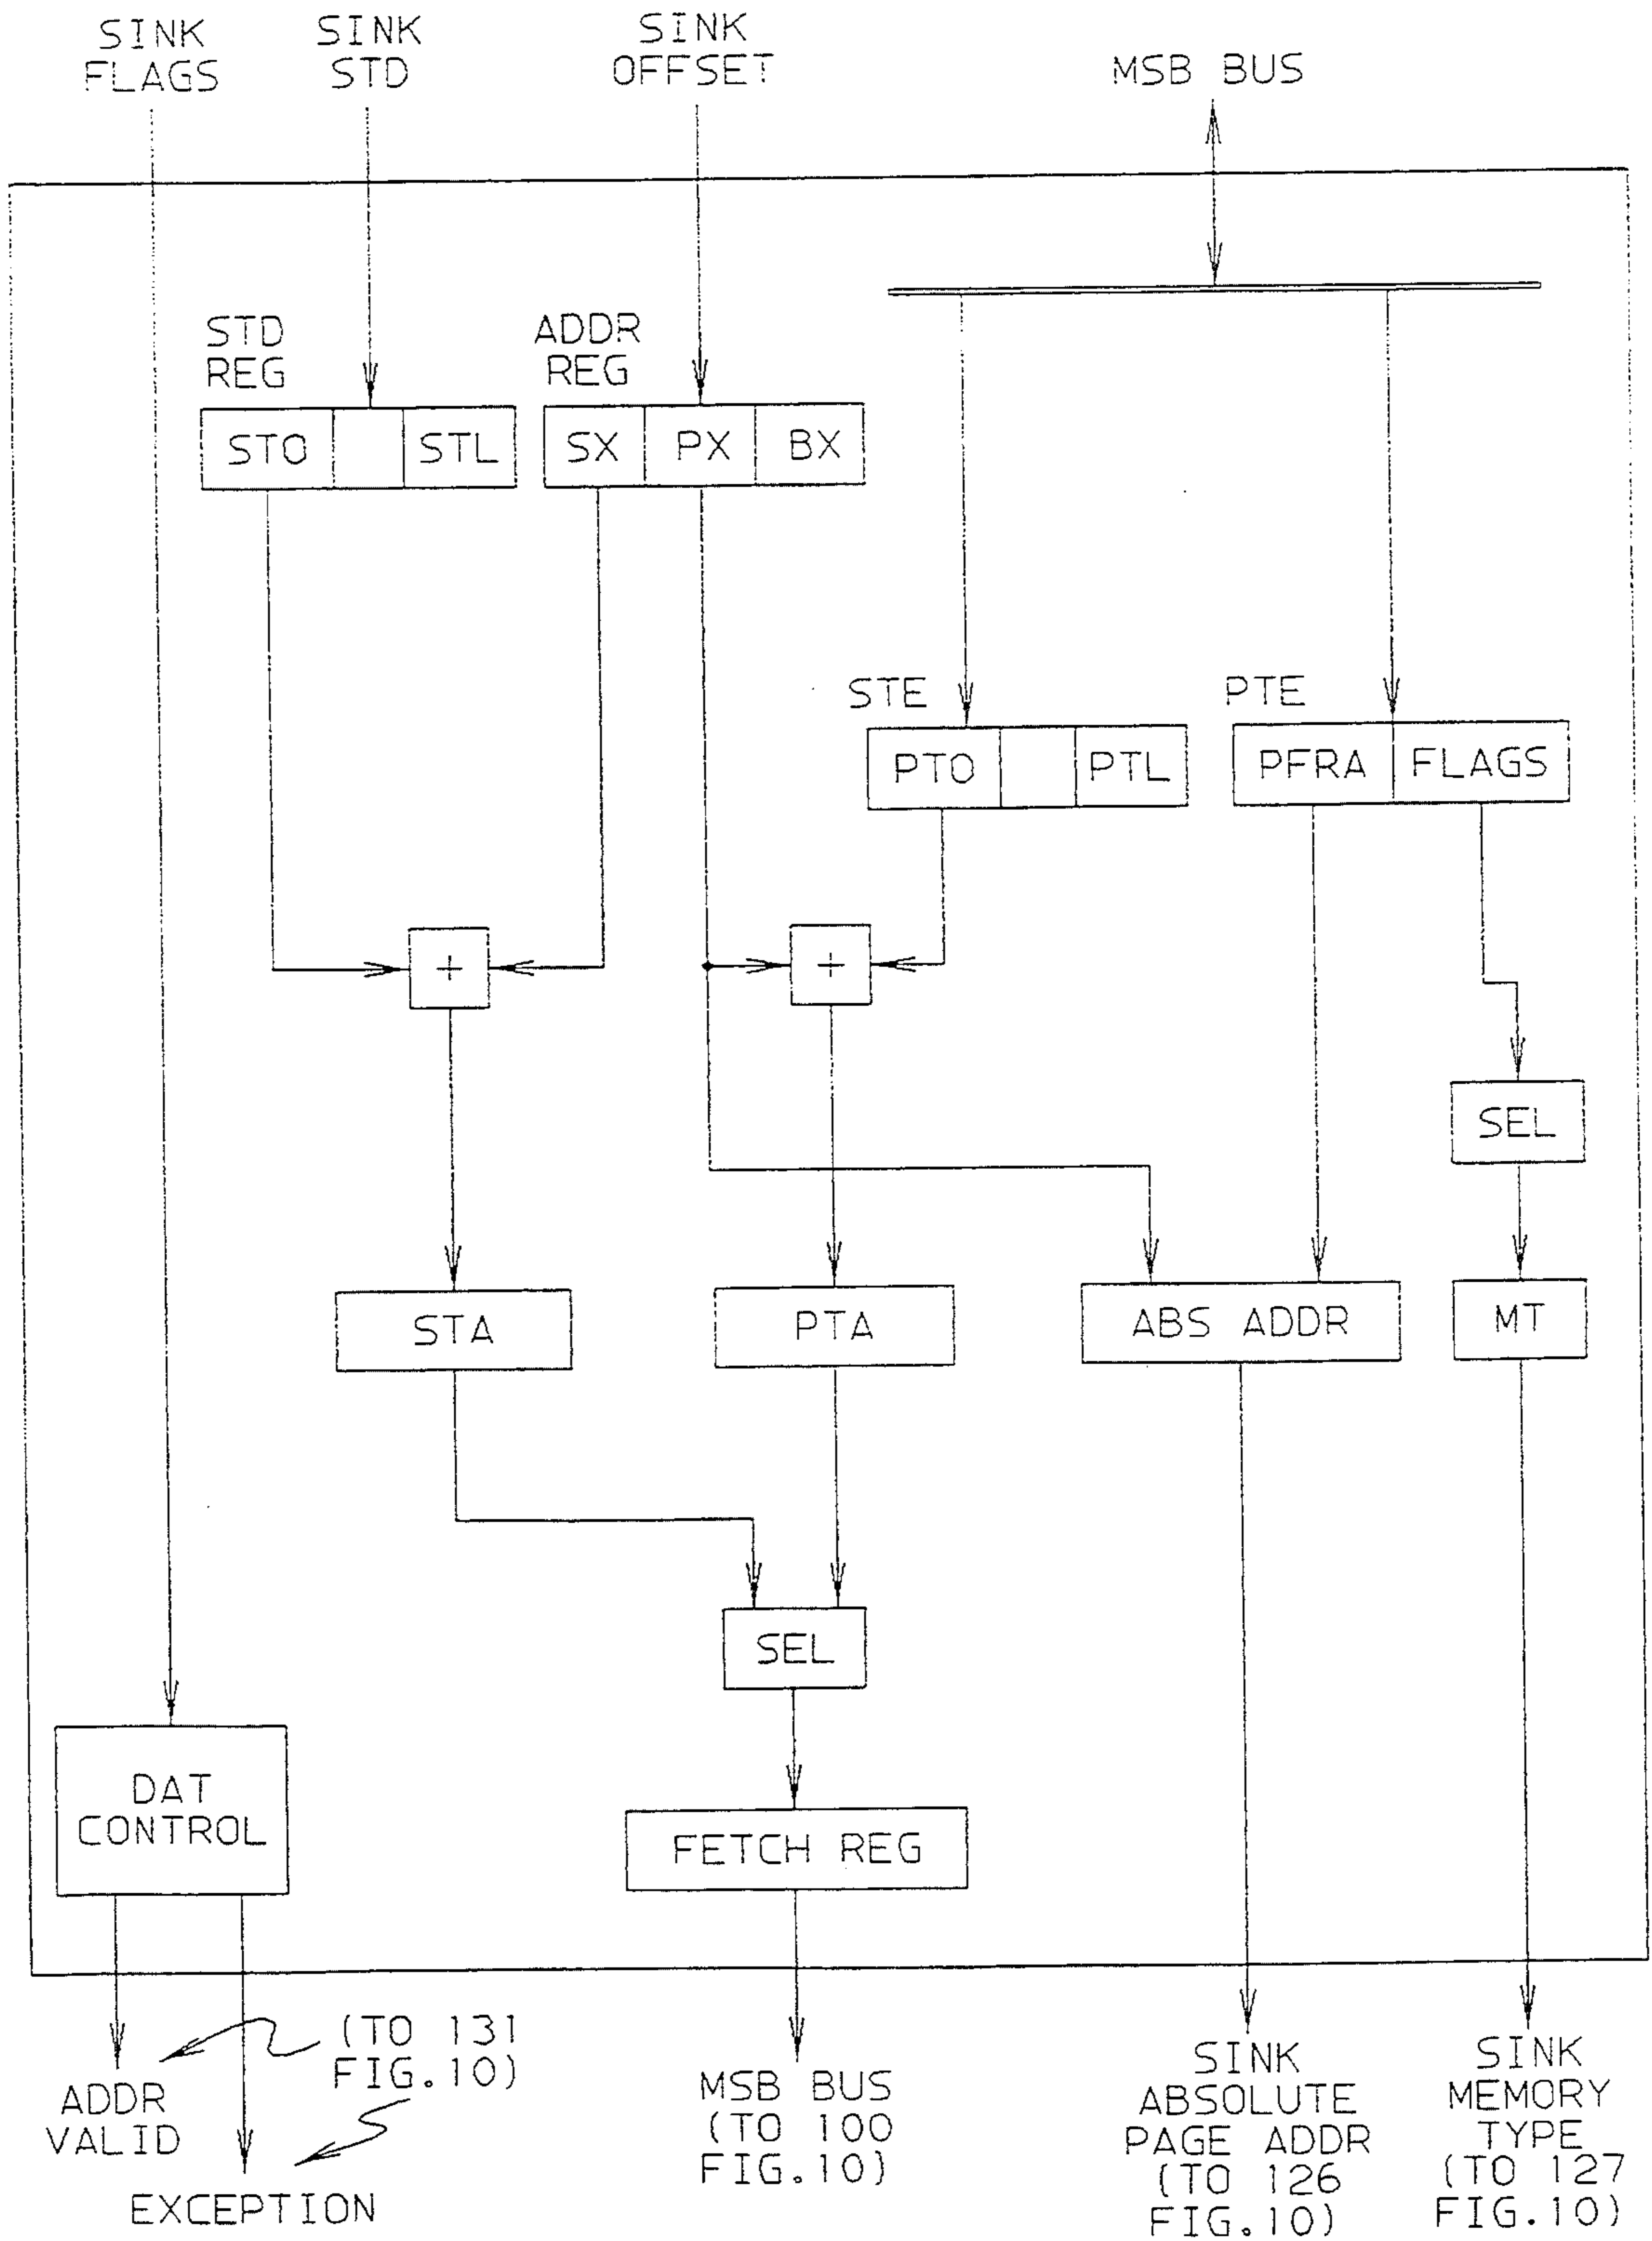 SINK
FLAGS
SINK
STD
SINK
OFFSET
MSB BUS
STD
REG
ADDR
REG
STO
STL
SX
PX
BX
STE
PTE
PTO
PTL
PFRA
FLAGS
+
+
SEL
STA
PTA
ABS ADDR
MT
SEL
DAT
CONTROL
FETCH REG
(TO 131
FIG.10)
ADDR
VALID
EXCEPTION
MSB BUS
(TO 100
FIG.10)
SINK
ABSOLUTE
PAGE ADDR
(TO 126
FIG.10)
SINK
MEMORY
TYPE
(TO 127
FIG.10)